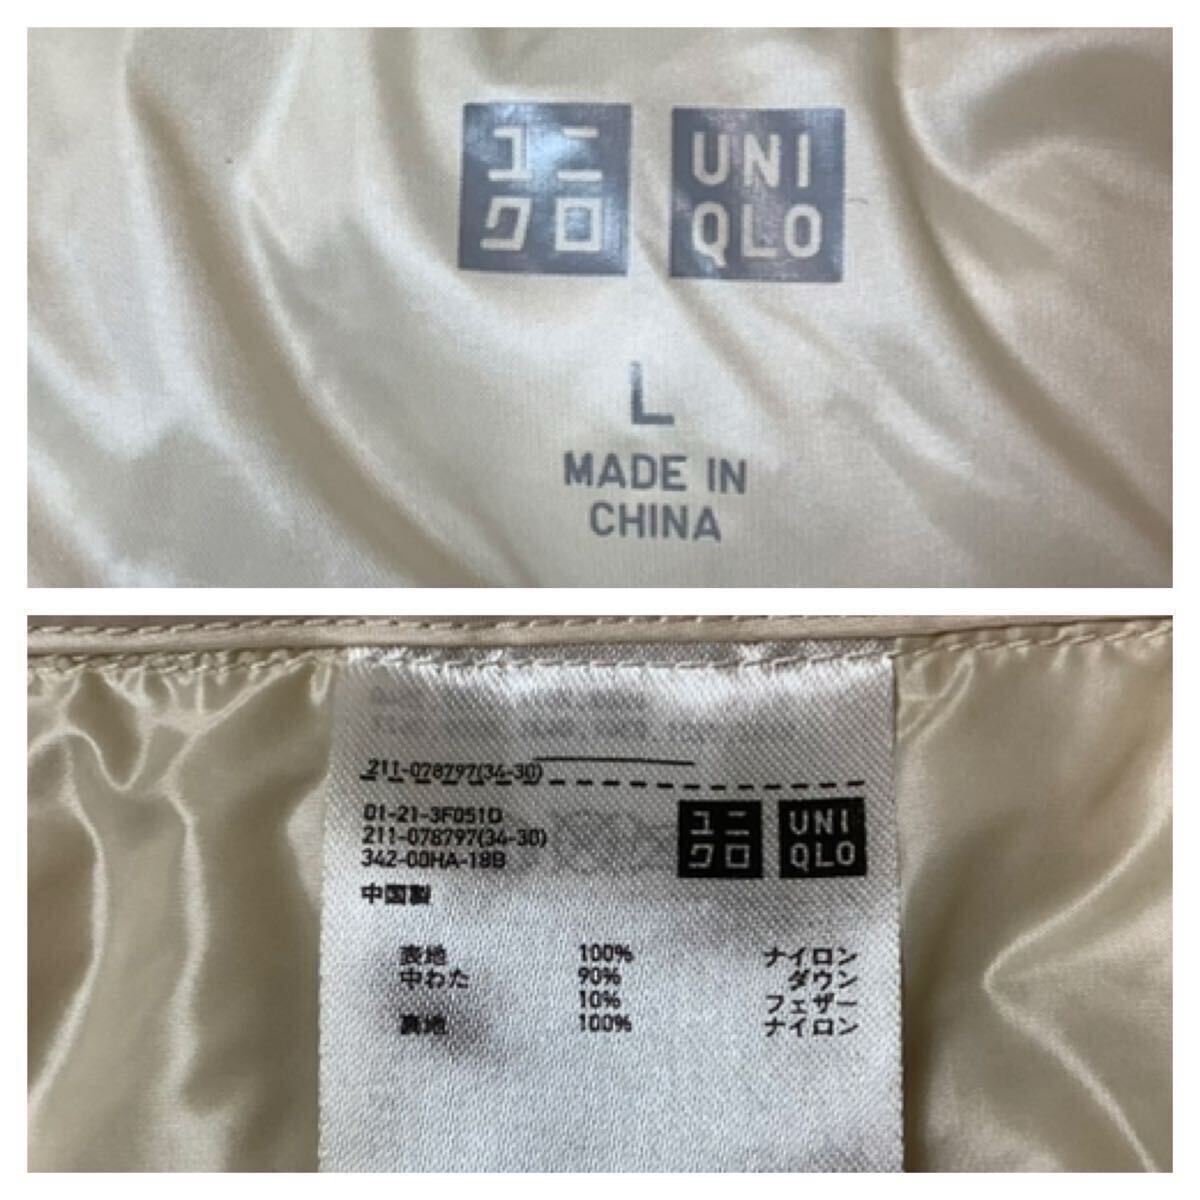 ユニ
クロ
UNI
QLO
L
MADE IN
CHINA
211-078797(34-30)
01-21-3F051D
211-078797(34-30)
342-00HA-18B
中国製
ユニ
クロ
UNI
QLO
表地 100% ナイロン
中わた 90% ダウン
10% フェザー
裏地 100% ナイロン